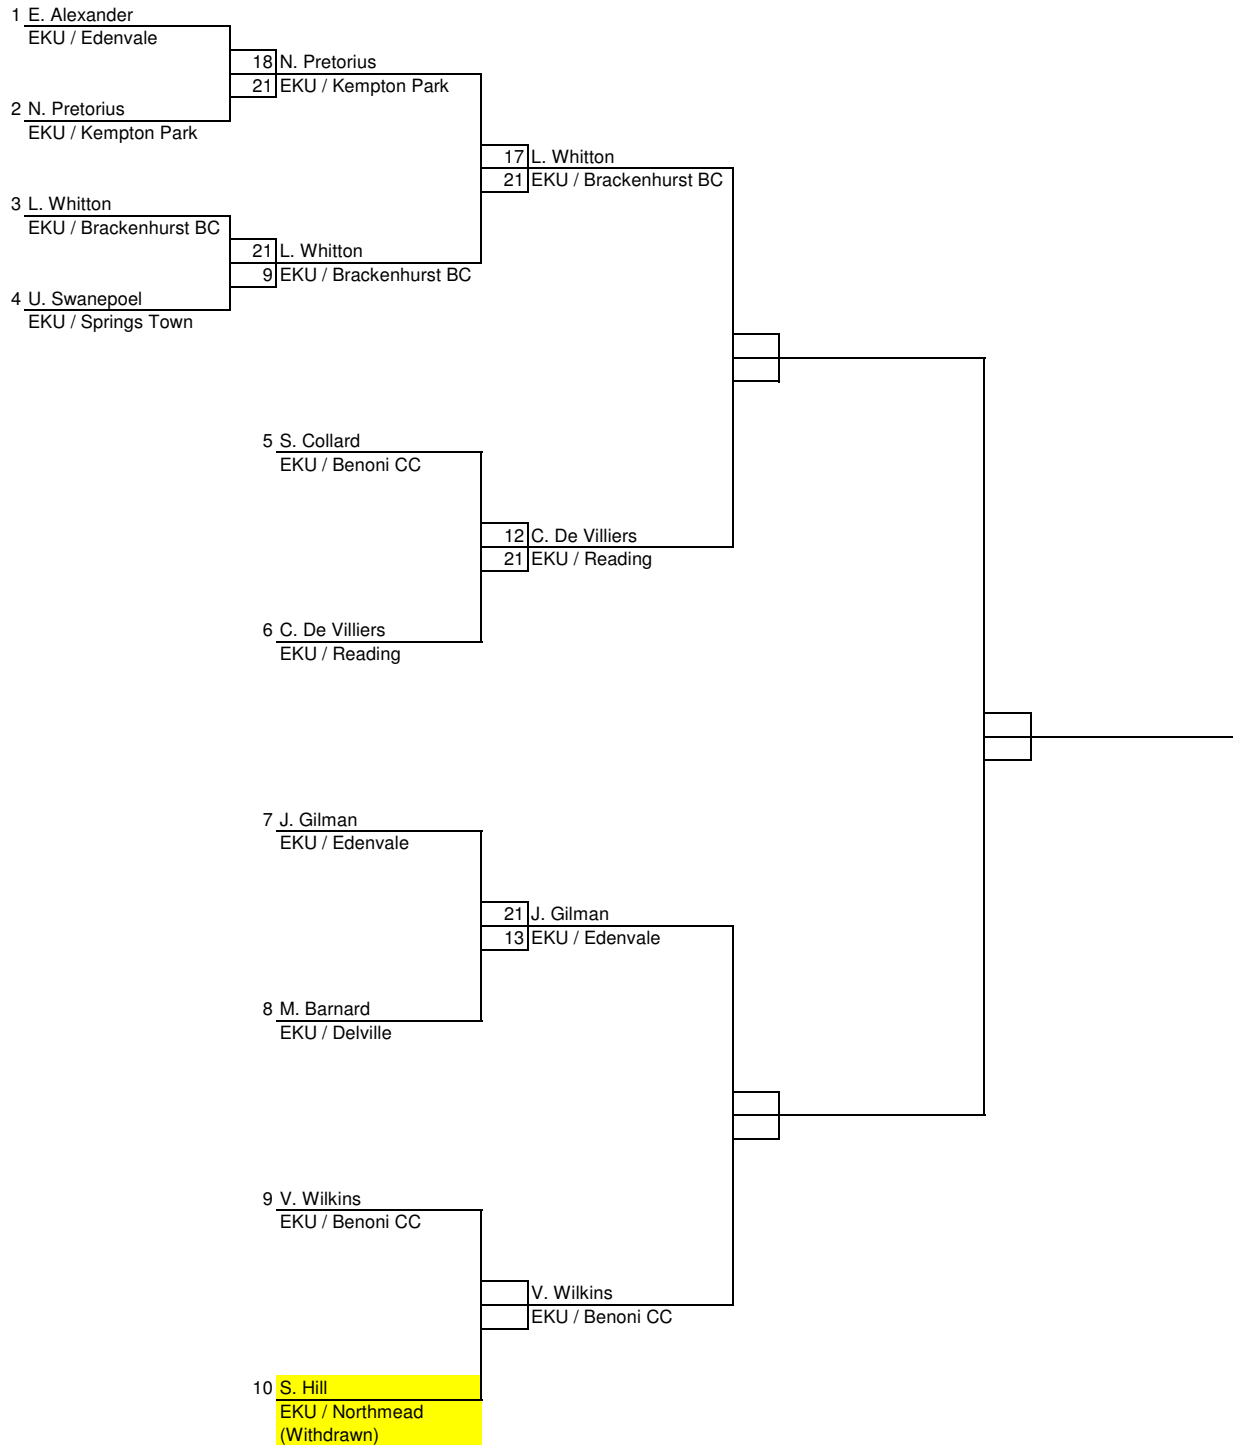 1 E. Alexander
EKU / Edenvale
18 N. Pretorius
21 EKU / Kempton Park
2 N. Pretorius
EKU / Kempton Park
17 L. Whitton
21 EKU / Brackenhurst BC
3 L. Whitton
EKU / Brackenhurst BC
21 L. Whitton
9 EKU / Brackenhurst BC
4 U. Swanepoel
EKU / Springs Town
5 S. Collard
EKU / Benoni CC
12 C. De Villiers
21 EKU / Reading
6 C. De Villiers
EKU / Reading
7 J. Gilman
EKU / Edenvale
21 J. Gilman
13 EKU / Edenvale
8 M. Barnard
EKU / Delville
9 V. Wilkins
EKU / Benoni CC
V. Wilkins
EKU / Benoni CC
10 S. Hill
EKU / Northmead
(Withdrawn)